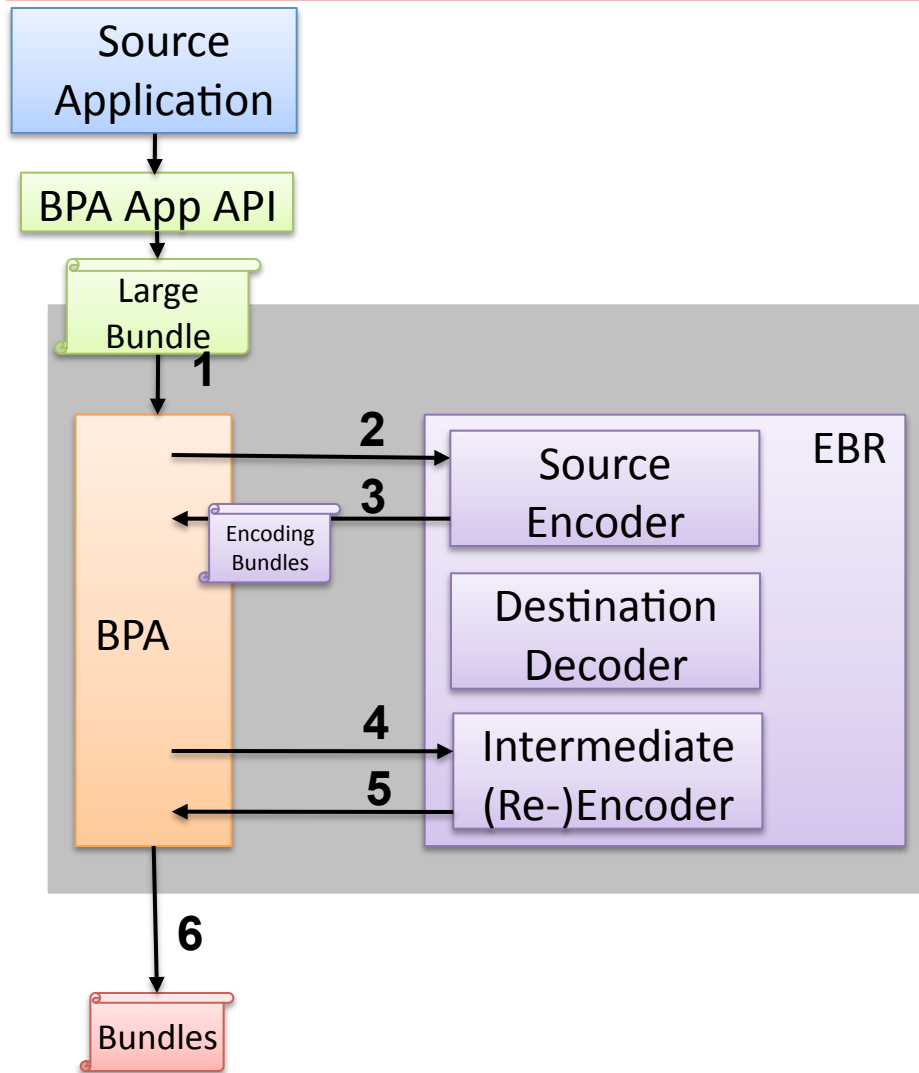 Source
Application
BPA App API
Large
Bundle
1
2
EBR
Source
Encoder
3
Encoding
Bundles
Destination
Decoder
BPA
4
Intermediate
(Re-)Encoder
5
6
Bundles